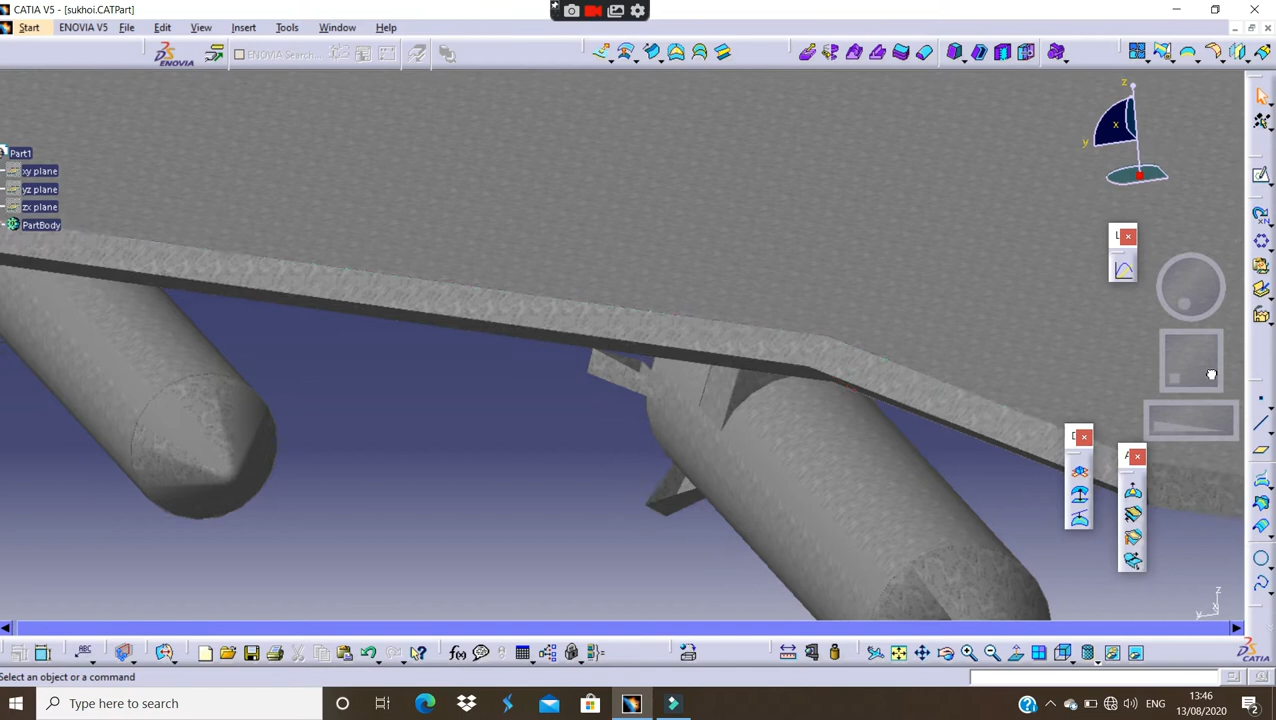 CATIA V5 - [sukhoi.CATPart]
Start ENOVIA V5 File Edit View Insert Tools Window Help
ENOVIA
ENOVIA Search...
z
x
y
Part1
xy plane
yz plane
zx plane
PartBody
L
D
A
z
x
y
ABC
f(x)
CATIA
Select an object or a command
Type here to search
ENG
13:46
13/08/2020
2